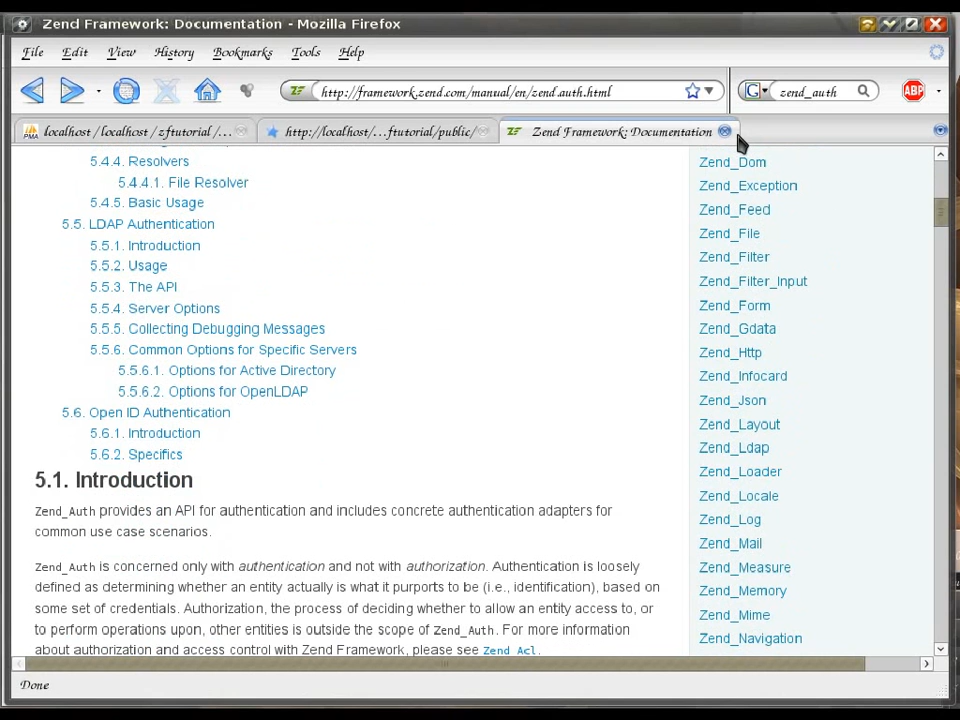 Zend Framework: Documentation - Mozilla Firefox
File Edit View History Bookmarks Tools Help
http://framework.zend.com/manual/en/zend.auth.html
G
zend_auth
ABP
PMA
localhost / localhost / zftutorial /...
http://localhost/...ftutorial/public/
Zend Framework: Documentation
5.4.4. Resolvers
5.4.4.1. File Resolver
5.4.5. Basic Usage
5.5. LDAP Authentication
5.5.1. Introduction
5.5.2. Usage
5.5.3. The API
5.5.4. Server Options
5.5.5. Collecting Debugging Messages
5.5.6. Common Options for Specific Servers
5.5.6.1. Options for Active Directory
5.5.6.2. Options for OpenLDAP
5.6. Open ID Authentication
5.6.1. Introduction
5.6.2. Specifics
5.1. Introduction
Zend_Auth provides an API for authentication and includes concrete authentication adapters for
common use case scenarios.
Zend_Auth is concerned only with authentication and not with authorization. Authentication is loosely
defined as determining whether an entity actually is what it purports to be (i.e., identification), based on
some set of credentials. Authorization, the process of deciding whether to allow an entity access to, or
to perform operations upon, other entities is outside the scope of Zend_Auth. For more information
about authorization and access control with Zend Framework, please see Zend_Acl.
Zend_Dom
Zend_Exception
Zend_Feed
Zend_File
Zend_Filter
Zend_Filter_Input
Zend_Form
Zend_Gdata
Zend_Http
Zend_Infocard
Zend_Json
Zend_Layout
Zend_Ldap
Zend_Loader
Zend_Locale
Zend_Log
Zend_Mail
Zend_Measure
Zend_Memory
Zend_Mime
Zend_Navigation
Done